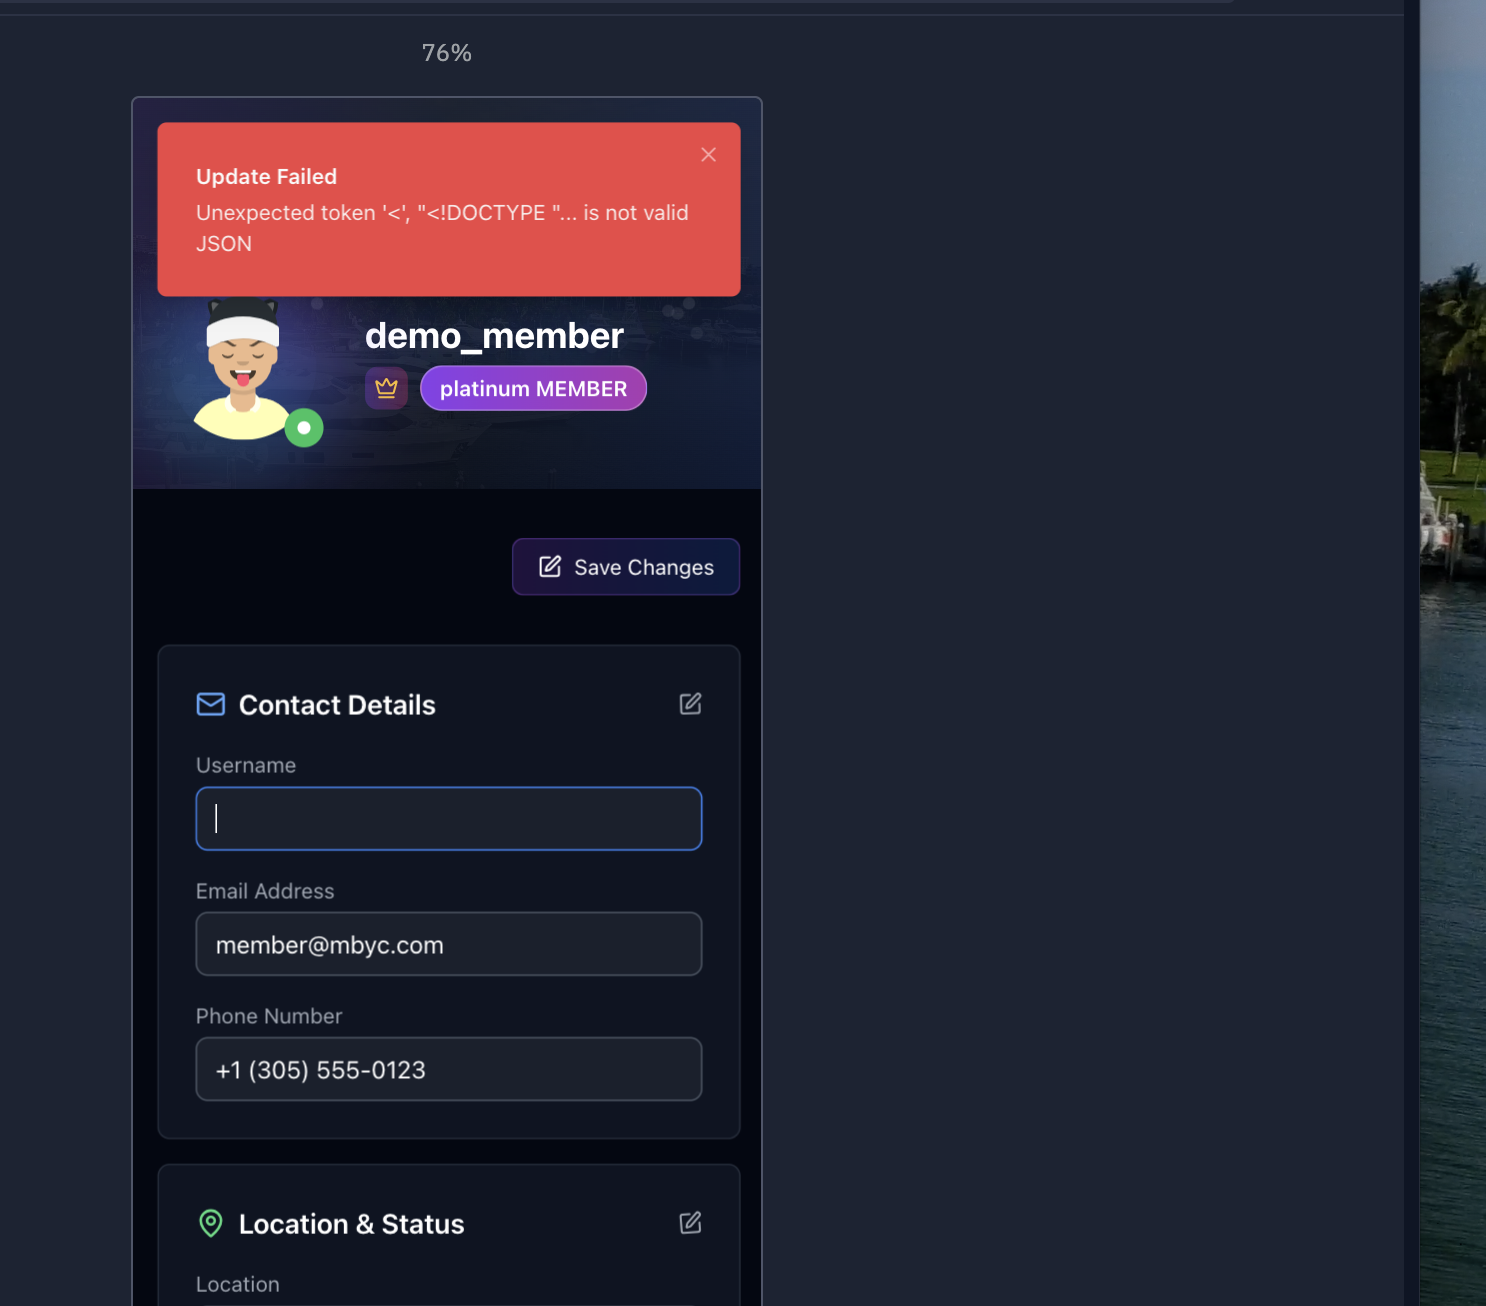 76%
Update Failed
Unexpected token '<', "<!DOCTYPE "... is not valid
JSON
demo_member
platinum MEMBER
Save Changes
Contact Details
Username
Email Address
member@mbyc.com
Phone Number
+1 (305) 555-0123
Location & Status
Location